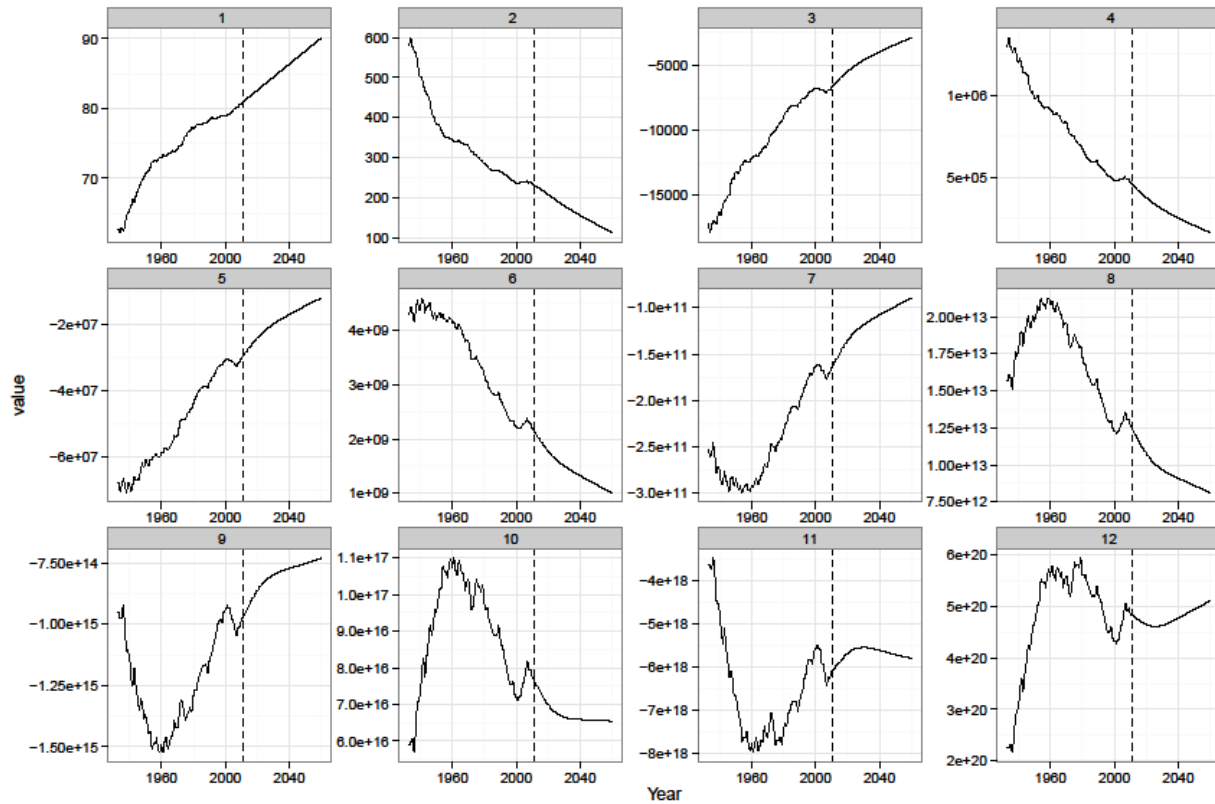 1 2 3 4
90
80
70
600
500
400
300
200
100
−5000
−10000
−15000
1e+06
5e+05
1960 2000 2040 1960 2000 2040 1960 2000 2040 1960 2000 2040
5 6 7 8
−2e+07
−4e+07
−6e+07
4e+09
3e+09
2e+09
1e+09
−1.0e+11
−1.5e+11
−2.0e+11
−2.5e+11
−3.0e+11
2.00e+13
1.75e+13
1.50e+13
1.25e+13
1.00e+13
7.50e+12
value
1960 2000 2040 1960 2000 2040 1960 2000 2040 1960 2000 2040
9 10 11 12
−7.50e+14
−1.00e+15
−1.25e+15
−1.50e+15
1.1e+17
1.0e+17
9.0e+16
8.0e+16
7.0e+16
6.0e+16
−4e+18
−5e+18
−6e+18
−7e+18
−8e+18
6e+20
5e+20
4e+20
3e+20
2e+20
1960 2000 2040 1960 2000 2040 1960 2000 2040 1960 2000 2040
Year